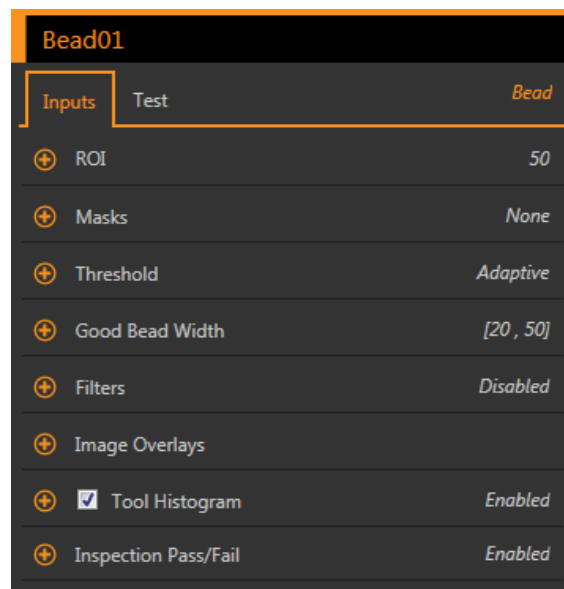 Bead01
Inputs Test Bead
ROI 50
Masks None
Threshold Adaptive
Good Bead Width [20 , 50]
Filters Disabled
Image Overlays
Tool Histogram Enabled
Inspection Pass/Fail Enabled